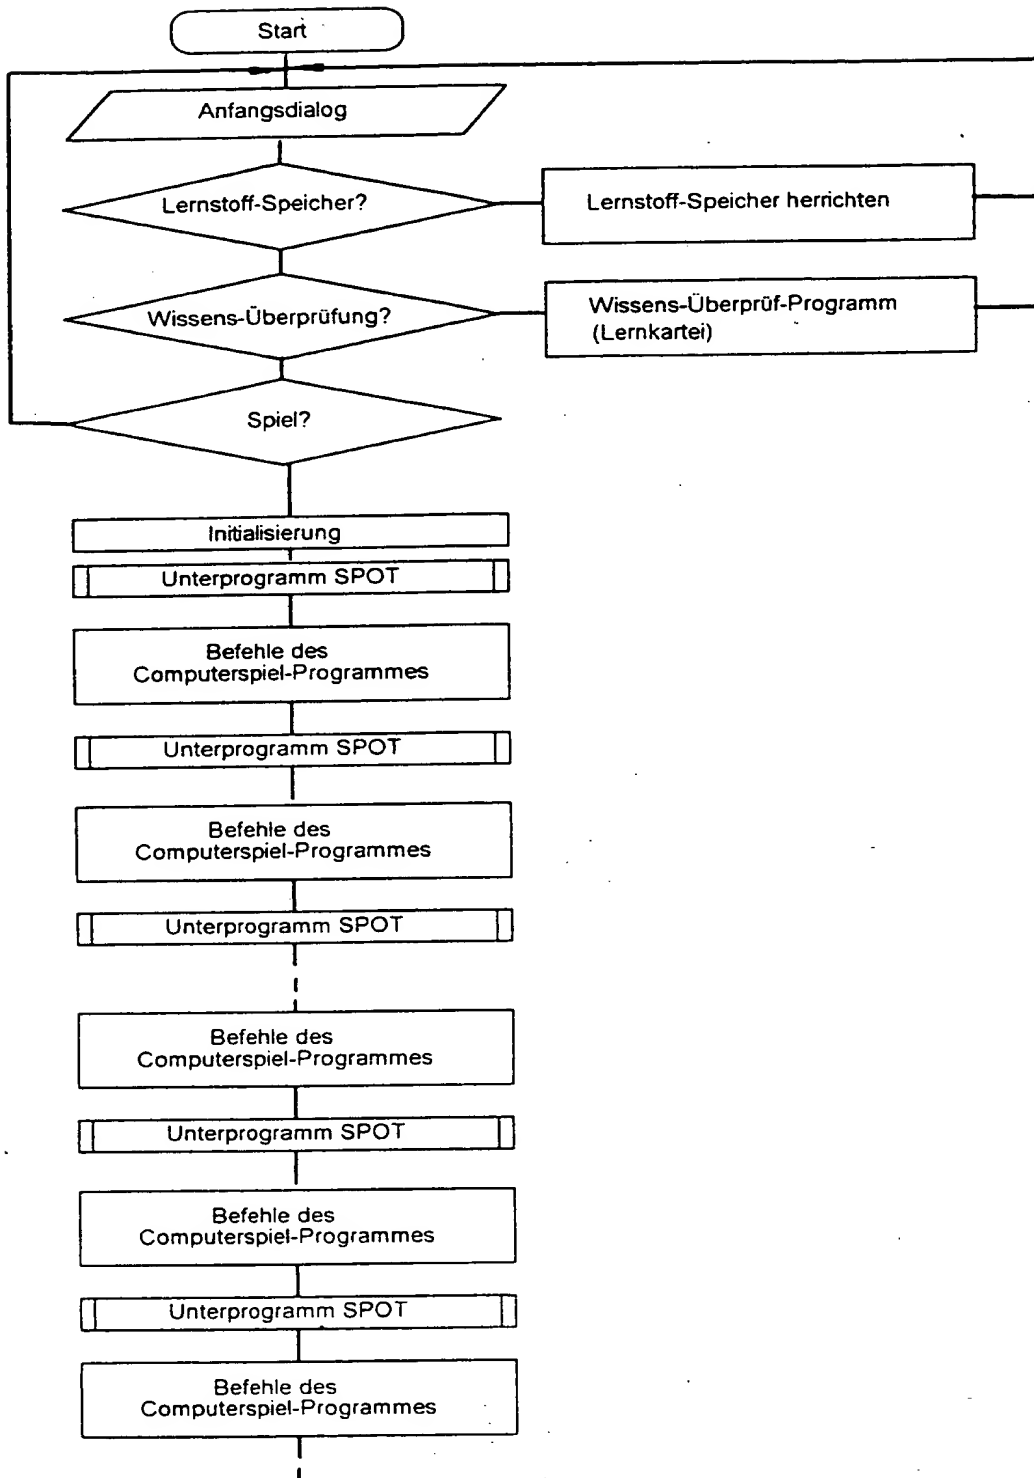 Start
Anfangsdialog
Lernstoff-Speicher?
Lernstoff-Speicher herrichten
Wissens-Überprüfung?
Wissens-Überprüf-Programm
(Lernkartei)
Spiel?
Initialisierung
Unterprogramm SPOT
Befehle des
Computerspiel-Programmes
Unterprogramm SPOT
Befehle des
Computerspiel-Programmes
Unterprogramm SPOT
Befehle des
Computerspiel-Programmes
Unterprogramm SPOT
Befehle des
Computerspiel-Programmes
Unterprogramm SPOT
Befehle des
Computerspiel-Programmes